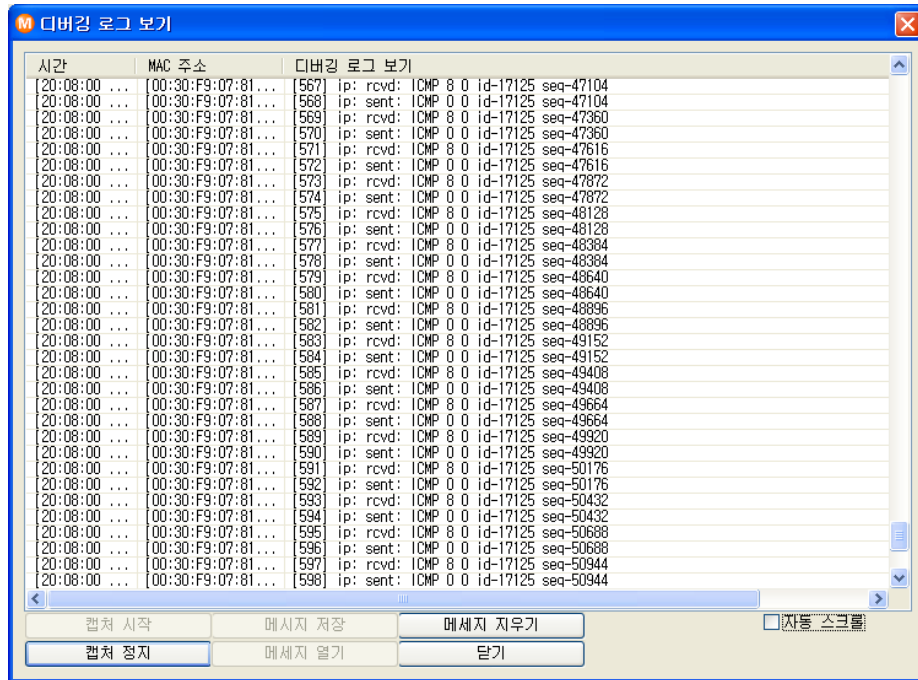 M 디버깅 로그 보기
시간 MAC 주소 디버깅 로그 보기
[20:08:00 ... [00:30:F9:07:81... [567] ip: rcvd: ICMP 8 0 id-17125 seq-47104
[20:08:00 ... [00:30:F9:07:81... [568] ip: sent: ICMP 0 0 id-17125 seq-47104
[20:08:00 ... [00:30:F9:07:81... [569] ip: rcvd: ICMP 8 0 id-17125 seq-47360
[20:08:00 ... [00:30:F9:07:81... [570] ip: sent: ICMP 0 0 id-17125 seq-47360
[20:08:00 ... [00:30:F9:07:81... [571] ip: rcvd: ICMP 8 0 id-17125 seq-47616
[20:08:00 ... [00:30:F9:07:81... [572] ip: sent: ICMP 0 0 id-17125 seq-47616
[20:08:00 ... [00:30:F9:07:81... [573] ip: rcvd: ICMP 8 0 id-17125 seq-47872
[20:08:00 ... [00:30:F9:07:81... [574] ip: sent: ICMP 0 0 id-17125 seq-47872
[20:08:00 ... [00:30:F9:07:81... [575] ip: rcvd: ICMP 8 0 id-17125 seq-48128
[20:08:00 ... [00:30:F9:07:81... [576] ip: sent: ICMP 0 0 id-17125 seq-48128
[20:08:00 ... [00:30:F9:07:81... [577] ip: rcvd: ICMP 8 0 id-17125 seq-48384
[20:08:00 ... [00:30:F9:07:81... [578] ip: sent: ICMP 0 0 id-17125 seq-48384
[20:08:00 ... [00:30:F9:07:81... [579] ip: rcvd: ICMP 8 0 id-17125 seq-48640
[20:08:00 ... [00:30:F9:07:81... [580] ip: sent: ICMP 0 0 id-17125 seq-48640
[20:08:00 ... [00:30:F9:07:81... [581] ip: rcvd: ICMP 8 0 id-17125 seq-48896
[20:08:00 ... [00:30:F9:07:81... [582] ip: sent: ICMP 0 0 id-17125 seq-48896
[20:08:00 ... [00:30:F9:07:81... [583] ip: rcvd: ICMP 8 0 id-17125 seq-49152
[20:08:00 ... [00:30:F9:07:81... [584] ip: sent: ICMP 0 0 id-17125 seq-49152
[20:08:00 ... [00:30:F9:07:81... [585] ip: rcvd: ICMP 8 0 id-17125 seq-49408
[20:08:00 ... [00:30:F9:07:81... [586] ip: sent: ICMP 0 0 id-17125 seq-49408
[20:08:00 ... [00:30:F9:07:81... [587] ip: rcvd: ICMP 8 0 id-17125 seq-49664
[20:08:00 ... [00:30:F9:07:81... [588] ip: sent: ICMP 0 0 id-17125 seq-49664
[20:08:00 ... [00:30:F9:07:81... [589] ip: rcvd: ICMP 8 0 id-17125 seq-49920
[20:08:00 ... [00:30:F9:07:81... [590] ip: sent: ICMP 0 0 id-17125 seq-49920
[20:08:00 ... [00:30:F9:07:81... [591] ip: rcvd: ICMP 8 0 id-17125 seq-50176
[20:08:00 ... [00:30:F9:07:81... [592] ip: sent: ICMP 0 0 id-17125 seq-50176
[20:08:00 ... [00:30:F9:07:81... [593] ip: rcvd: ICMP 8 0 id-17125 seq-50432
[20:08:00 ... [00:30:F9:07:81... [594] ip: sent: ICMP 0 0 id-17125 seq-50432
[20:08:00 ... [00:30:F9:07:81... [595] ip: rcvd: ICMP 8 0 id-17125 seq-50688
[20:08:00 ... [00:30:F9:07:81... [596] ip: sent: ICMP 0 0 id-17125 seq-50688
[20:08:00 ... [00:30:F9:07:81... [597] ip: rcvd: ICMP 8 0 id-17125 seq-50944
[20:08:00 ... [00:30:F9:07:81... [598] ip: sent: ICMP 0 0 id-17125 seq-50944
캡처 시작 메시지 저장 메세지 지우기 자동 스크롤
캡처 정지 메세지 열기 닫기